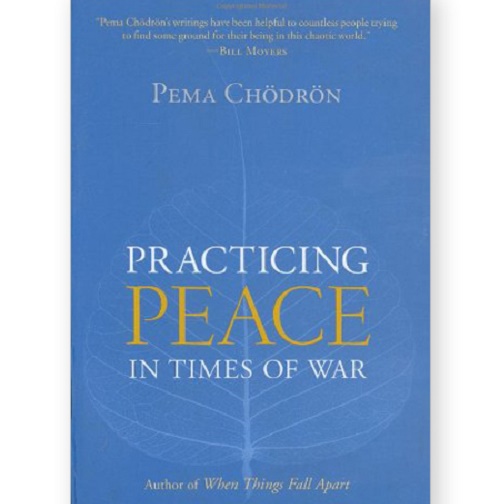 "Pema Chödrön's writings have been helpful to countless people trying
to find some ground for their being in this chaotic world."
—BILL MOYERS
PEMA CHÖDRÖN
PRACTICING
PEACE
IN TIMES OF WAR
Author of When Things Fall Apart